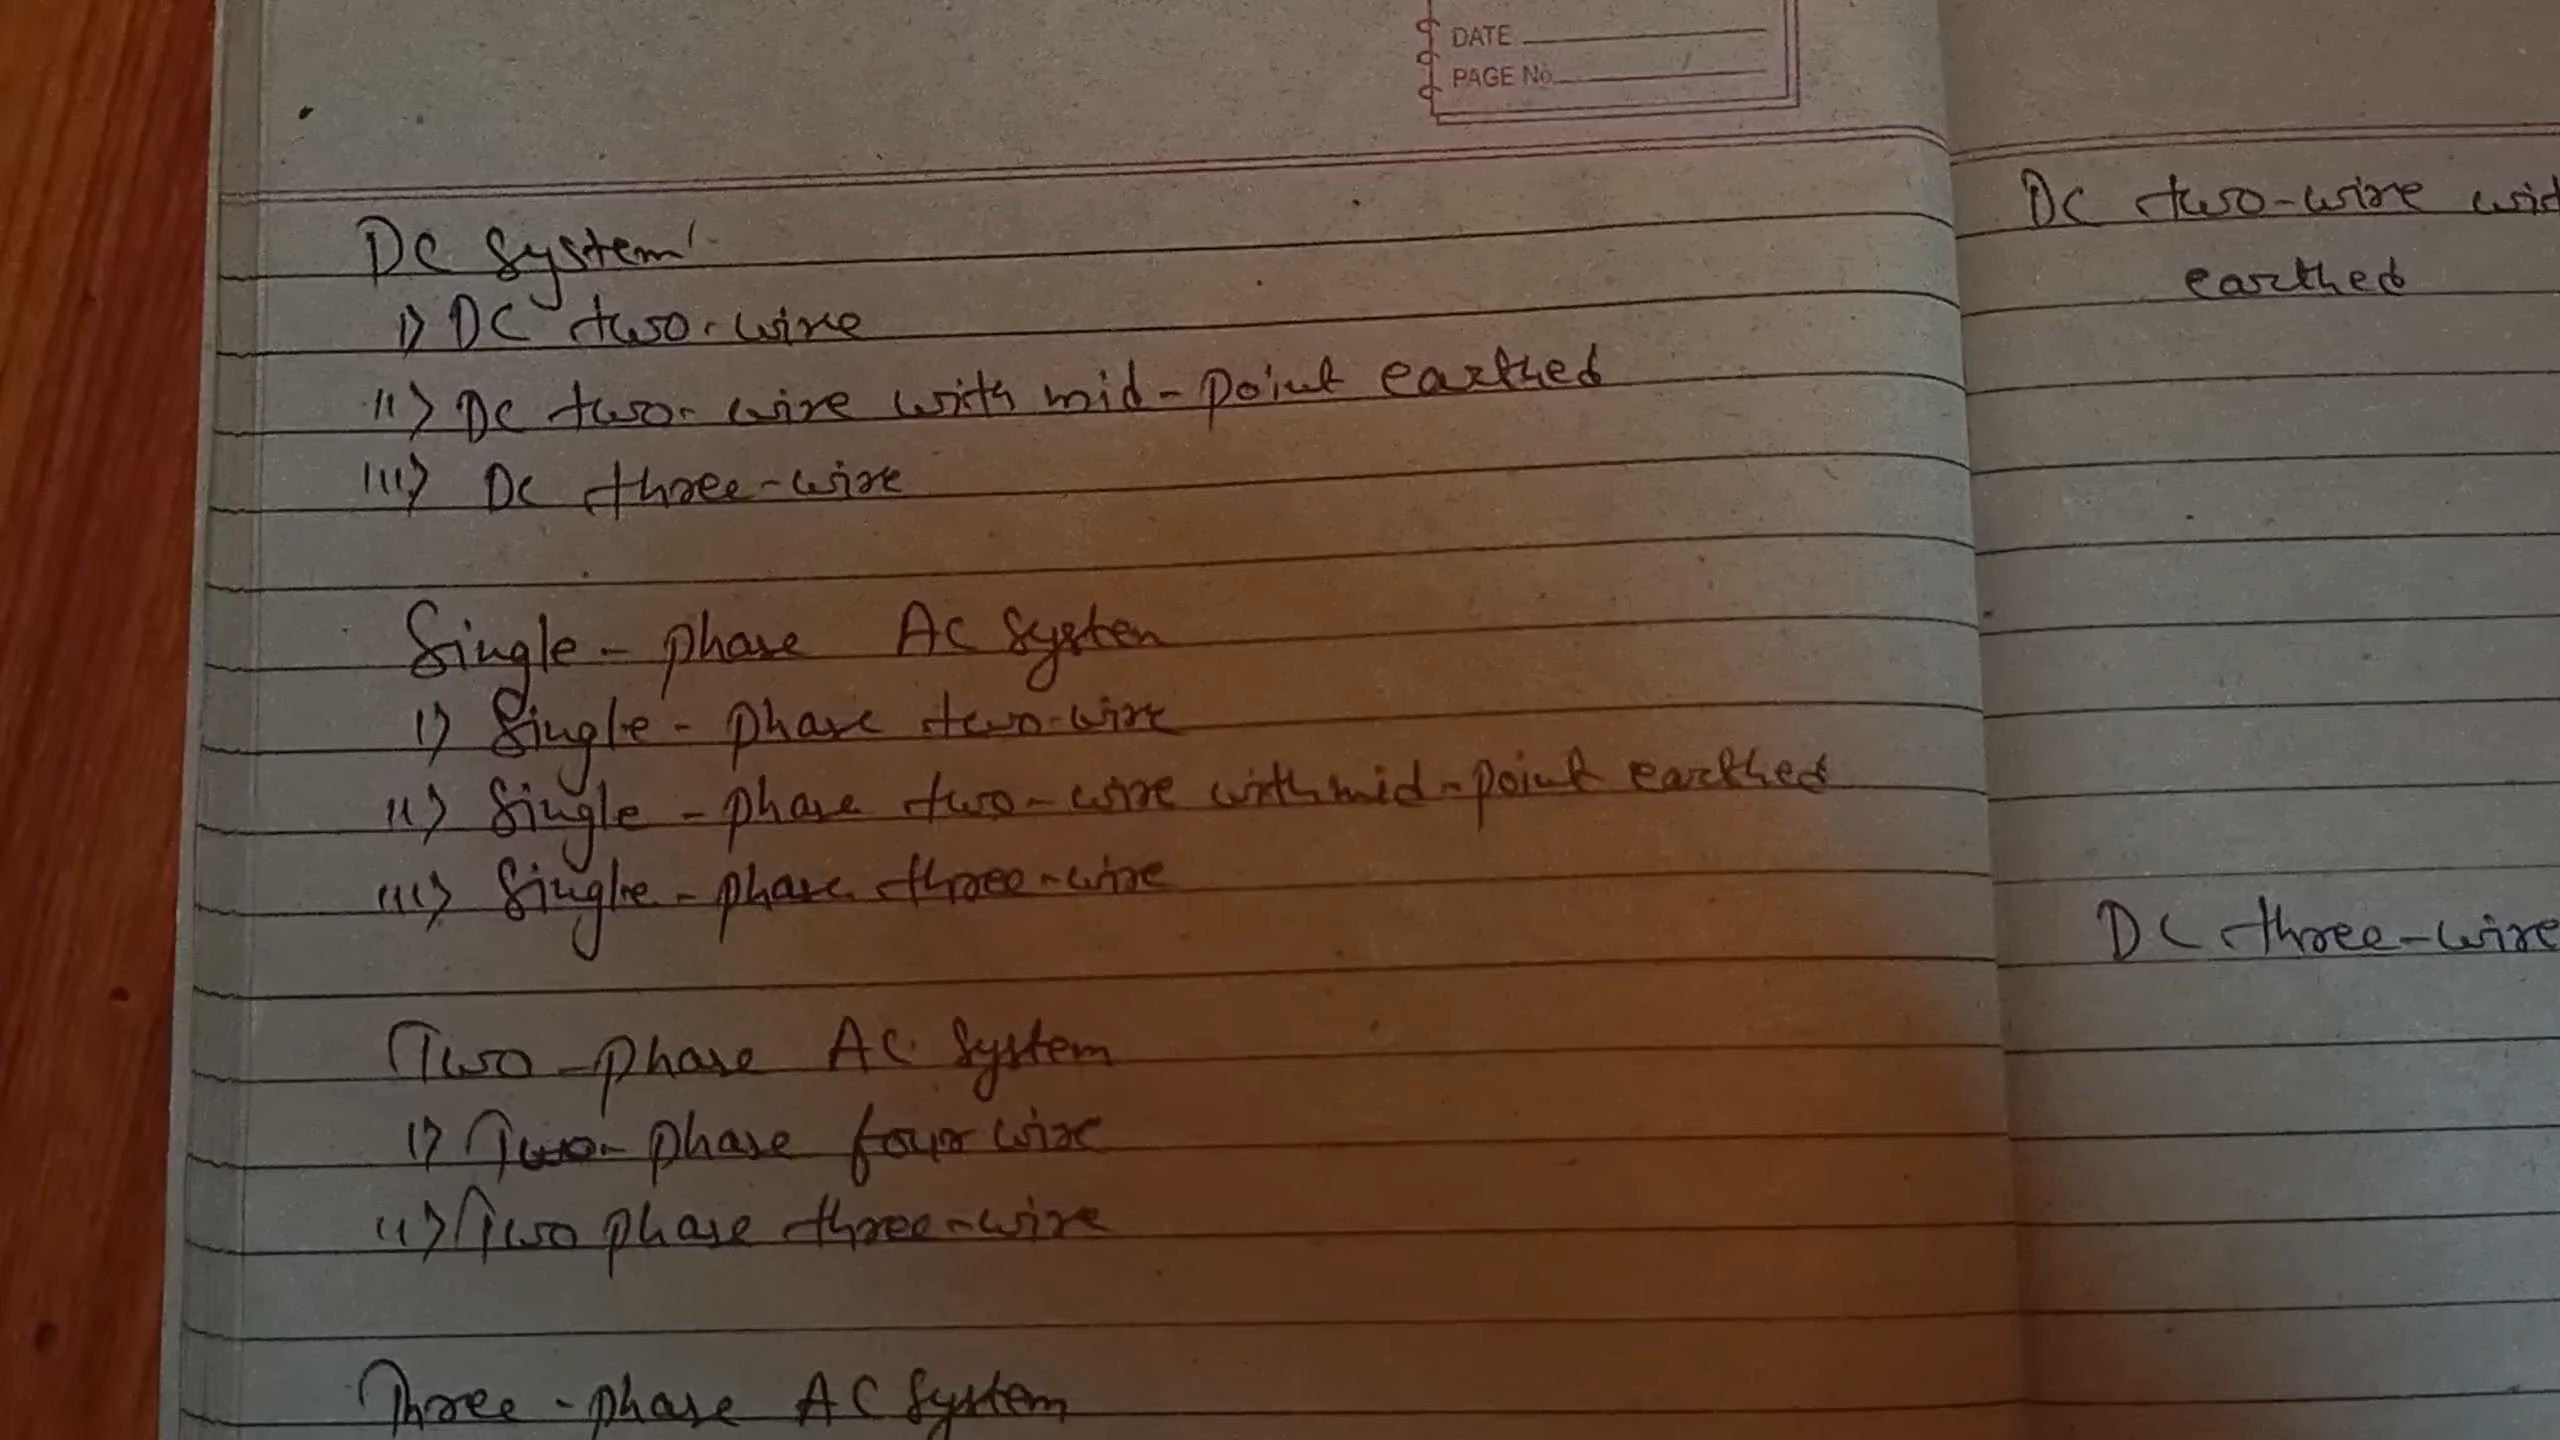 DATE
PAGE No.
DC System:-
i) DC two-wire
ii) DC two-wire with mid-point earthed
iii) DC three-wire
Single-phase AC System
i) Single-phase two-wire
ii) Single-phase two-wire with mid-point earthed
iii) Single-phase three-wire
Two-phase AC System
i) Two-phase four wire
ii) Two phase three-wire
Three-phase AC System
DC two-wire
earthed
DC three-wire